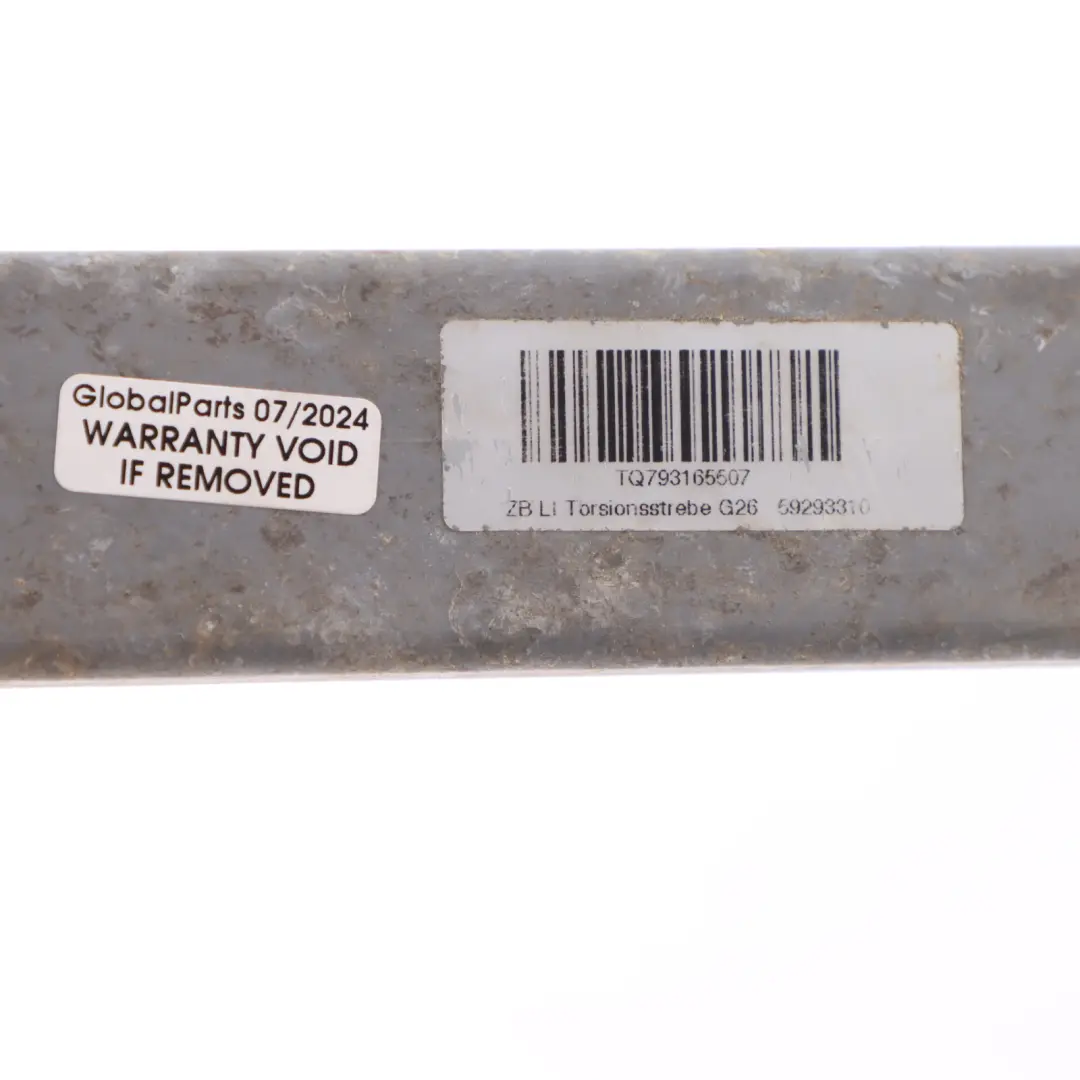 GlobalParts 07/2024
WARRANTY VOID
IF REMOVED
TQ793165507
ZB LI Torsionsstrebe G26 59293310